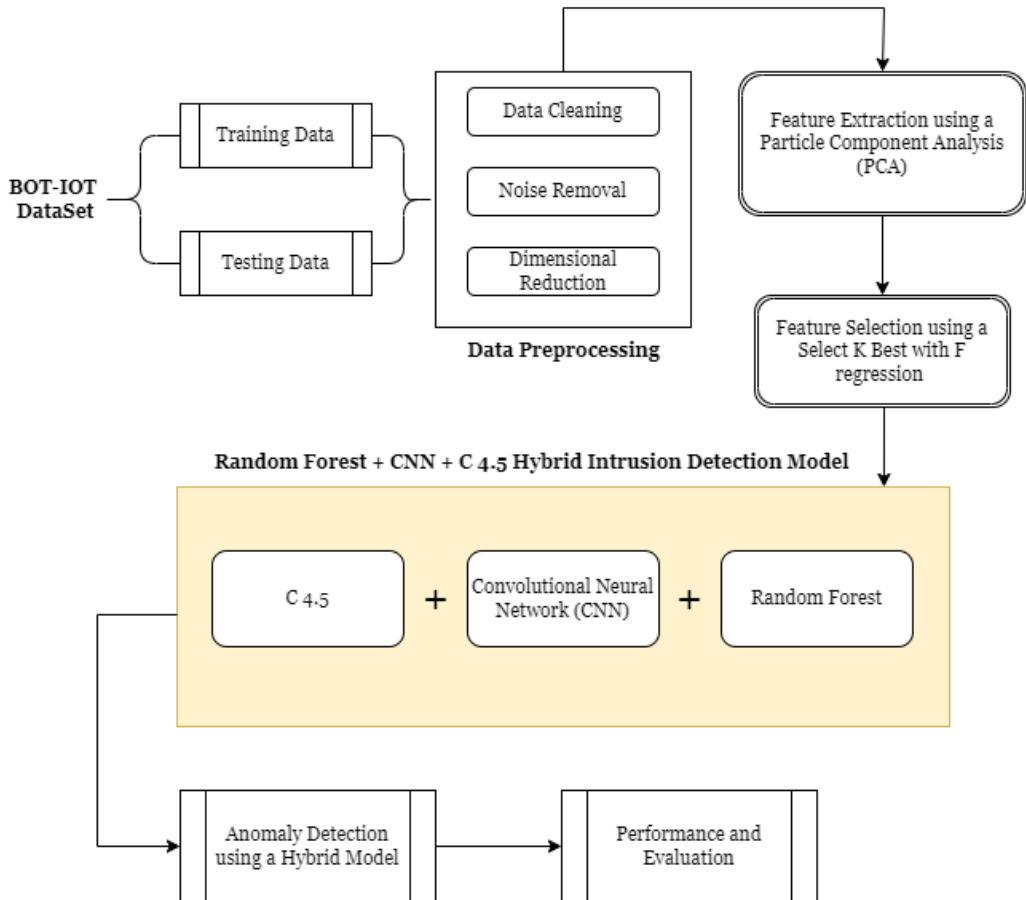 BOT-IOT
DataSet
Training Data
Testing Data
Data Cleaning
Noise Removal
Dimensional
Reduction
Data Preprocessing
Feature Extraction using a
Particle Component Analysis
(PCA)
Feature Selection using a
Select K Best with F
regression
Random Forest + CNN + C 4.5 Hybrid Intrusion Detection Model
C 4.5
+
Convolutional Neural
Network (CNN)
+
Random Forest
Anomaly Detection
using a Hybrid Model
Performance and
Evaluation